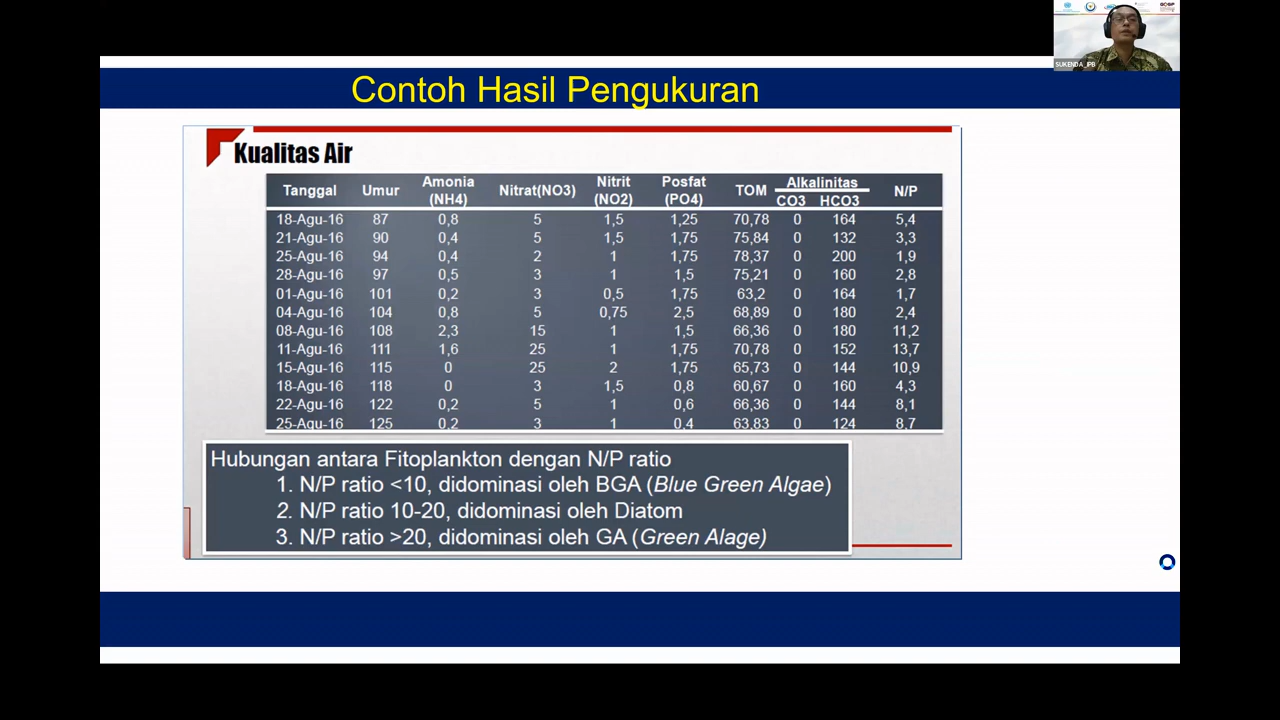 SUKENDA_IPB
Contoh Hasil Pengukuran
Kualitas Air
Tanggal Umur Amonia (NH4) Nitrat(NO3) Nitrit (NO2) Posfat (PO4) TOM Alkalinitas CO3 HCO3 N/P
18-Agu-16 87 0,8 5 1,5 1,25 70,78 0 164 5,4
21-Agu-16 90 0,4 5 1,5 1,75 75,84 0 132 3,3
25-Agu-16 94 0,4 2 1 1,75 78,37 0 200 1,9
28-Agu-16 97 0,5 3 1 1,5 75,21 0 160 2,8
01-Agu-16 101 0,2 3 0,5 1,75 63,2 0 164 1,7
04-Agu-16 104 0,8 5 0,75 2,5 68,89 0 180 2,4
08-Agu-16 108 2,3 15 1 1,5 66,36 0 180 11,2
11-Agu-16 111 1,6 25 1 1,75 70,78 0 152 13,7
15-Agu-16 115 0 25 2 1,75 65,73 0 144 10,9
18-Agu-16 118 0 3 1,5 0,8 60,67 0 160 4,3
22-Agu-16 122 0,2 5 1 0,6 66,36 0 144 8,1
25-Agu-16 125 0,2 3 1 0,4 63,83 0 124 8,7
Hubungan antara Fitoplankton dengan N/P ratio
1. N/P ratio <10, didominasi oleh BGA (Blue Green Algae)
2. N/P ratio 10-20, didominasi oleh Diatom
3. N/P ratio >20, didominasi oleh GA (Green Alage)